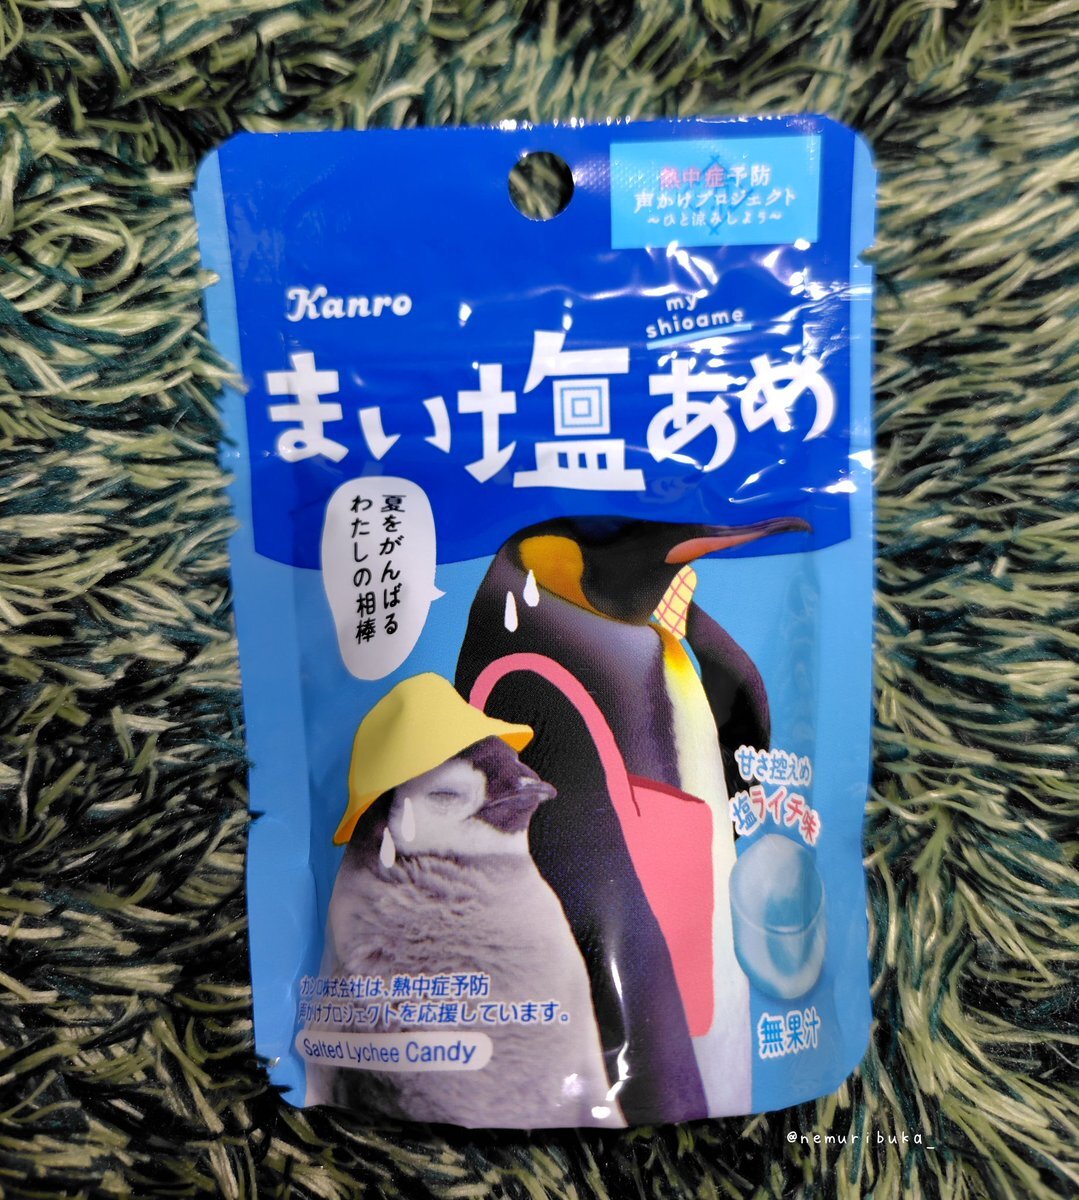 熱中症予防
声かけプロジェクト
～ひと涼みしよう～
Kanro
my
shioame
まい塩あめ
夏をがんばる
わたしの相棒
甘さ控えめ
塩ライチ味
カンロ株式会社は、熱中症予防
声かけプロジェクトを応援しています。
Salted Lychee Candy
無果汁
@nemuribuka_